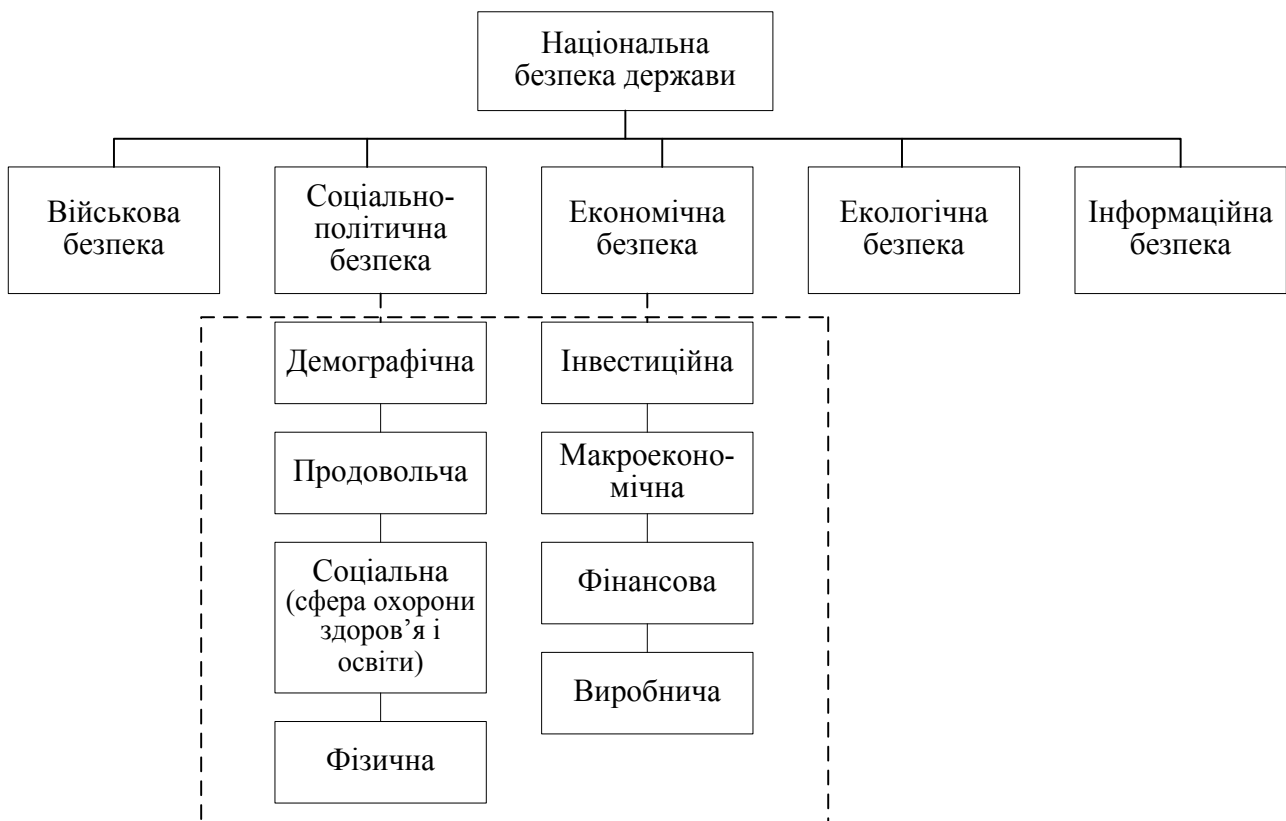 Національна
безпека держави
Військова
безпека
Соціально-
політична
безпека
Економічна
безпека
Екологічна
безпека
Інформаційна
безпека
Демографічна
Продовольча
Соціальна
(сфера охорони
здоров’я і
освіти)
Фізична
Інвестиційна
Макроеконо-
мічна
Фінансова
Виробнича